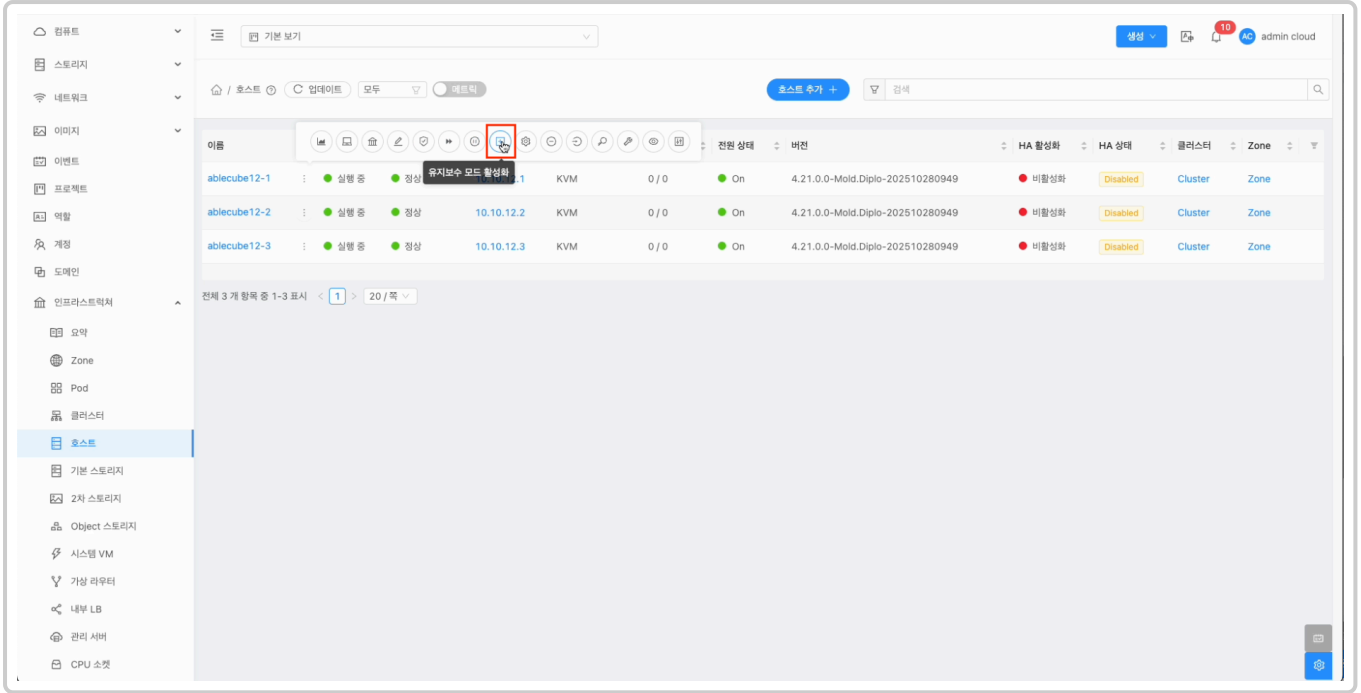 컴퓨트
스토리지
네트워크
이미지
이벤트
프로젝트
역할
계정
도메인
인프라스트럭쳐
요약
Zone
Pod
클러스터
호스트
기본 스토리지
2차 스토리지
Object 스토리지
시스템 VM
가상 라우터
내부 LB
관리 서버
CPU 소켓
기본 보기
생성
10
AC admin cloud
/ 호스트 업데이트 모두 메트릭 호스트 추가 + 검색
이름 전원 상태 버전 HA 활성화 HA 상태 클러스터 Zone
유지보수 모드 활성화
ablecube12-1 실행 중 정상 KVM 0 / 0 On 4.21.0.0-Mold.Diplo-202510280949 비활성화 Disabled Cluster Zone
ablecube12-2 실행 중 정상 10.10.12.2 KVM 0 / 0 On 4.21.0.0-Mold.Diplo-202510280949 비활성화 Disabled Cluster Zone
ablecube12-3 실행 중 정상 10.10.12.3 KVM 0 / 0 On 4.21.0.0-Mold.Diplo-202510280949 비활성화 Disabled Cluster Zone
전체 3 개 항목 중 1-3 표시 < 1 > 20 / 쪽